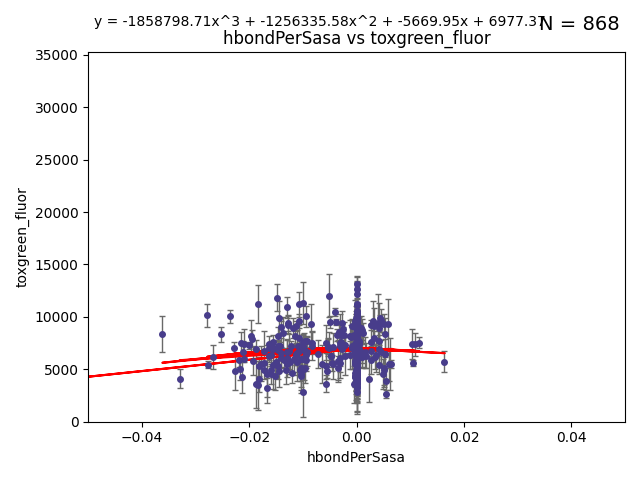 y = -1858798.71x^3 + -1256335.58x^2 + -5669.95x + 6977.37
N = 868
hbondPerSasa vs toxgreen_fluor
35000
30000
25000
20000
15000
10000
5000
0
toxgreen_fluor
−0.04
−0.02
0.00
0.02
0.04
hbondPerSasa